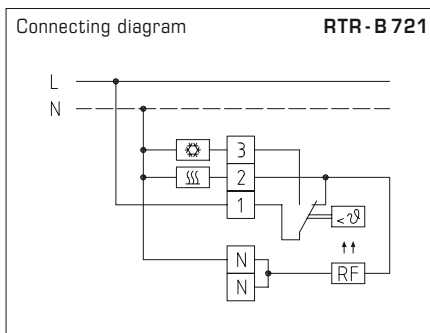 Connecting diagram RTR-B 721
L
N
3
2
1
<ϑ
N
RF
N